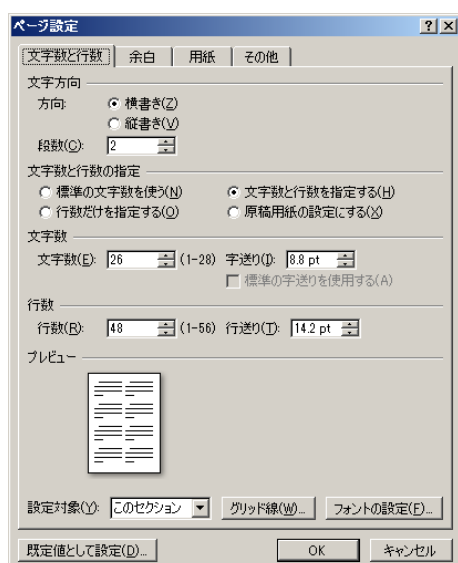 ページ設定
文字数と行数 余白 用紙 その他
文字方向
方向: 横書き(Z)
縦書き(V)
段数(C): 2
文字数と行数の指定
標準の文字数を使う(N) 文字数と行数を指定する(H)
行数だけを指定する(O) 原稿用紙の設定にする(X)
文字数
文字数(E): 26 (1-28) 字送り(I): 8.8 pt
標準の字送りを使用する(A)
行数
行数(R): 48 (1-56) 行送り(T): 14.2 pt
プレビュー
設定対象(Y): このセクション グリッド線(W)... フォントの設定(F)...
既定値として設定(D)... OK キャンセル